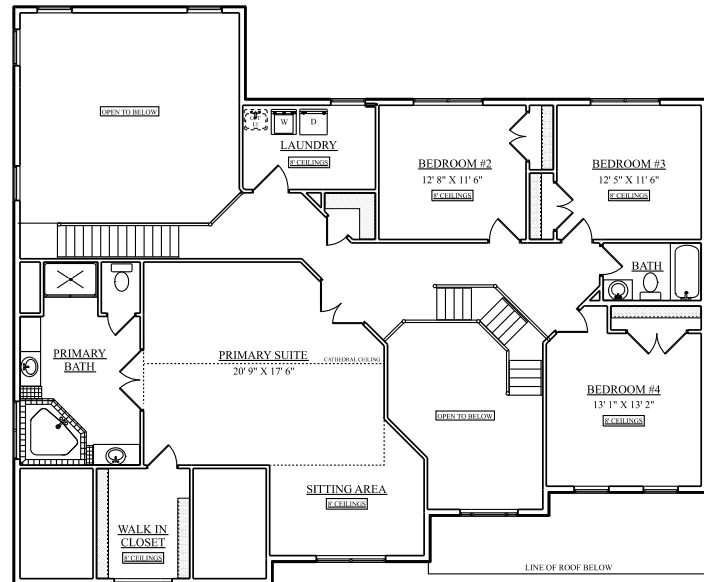 OPEN TO BELOW
OPT
LT
W
D
LAUNDRY
8' CEILINGS
BEDROOM #2
12' 8" X 11' 6"
8' CEILINGS
BEDROOM #3
12' 5" X 11' 6"
8' CEILINGS
BATH
PRIMARY
BATH
PRIMARY SUITE
CATHEDRAL CEILING
20' 9" X 17' 6"
OPEN TO BELOW
BEDROOM #4
13' 1" X 13' 2"
8' CEILINGS
SITTING AREA
8' CEILINGS
WALK IN
CLOSET
8' CEILINGS
LINE OF ROOF BELOW